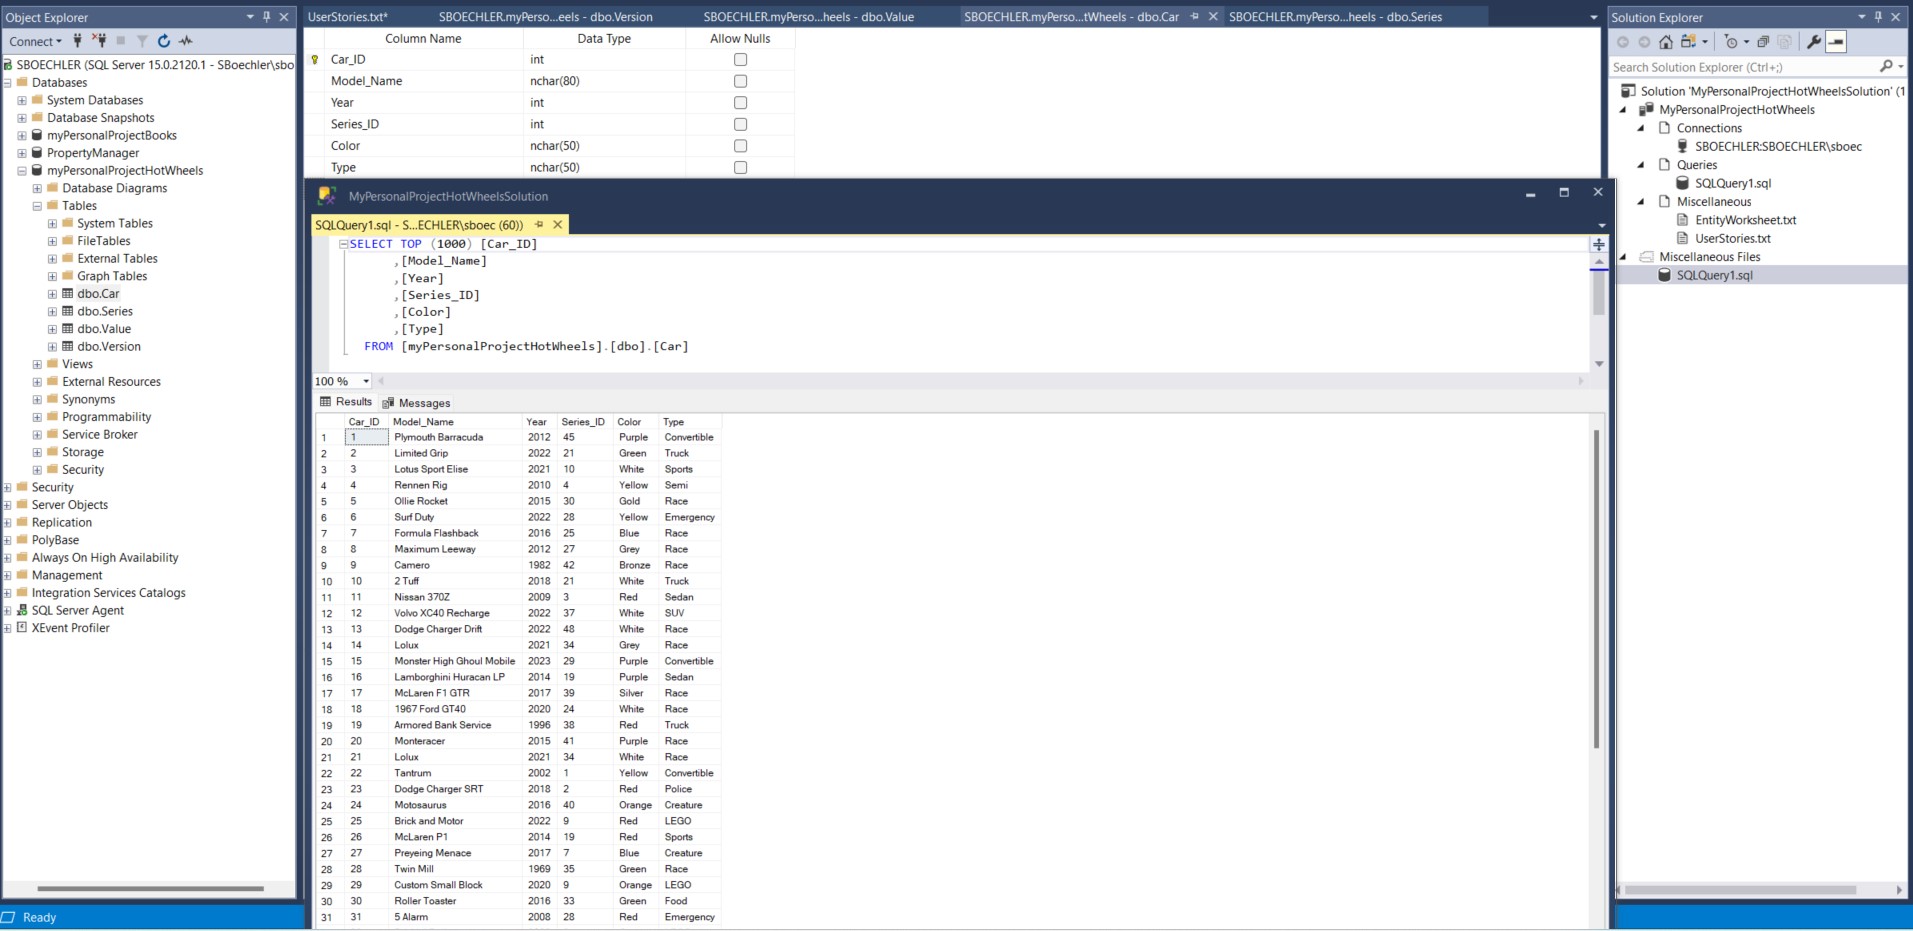 Object Explorer
Connect
SBOECHLER (SQL Server 15.0.2120.1 - SBoechler\sbo
Databases
System Databases
Database Snapshots
myPersonalProjectBooks
PropertyManager
myPersonalProjectHotWheels
Database Diagrams
Tables
System Tables
FileTables
External Tables
Graph Tables
dbo.Car
dbo.Series
dbo.Value
dbo.Version
Views
External Resources
Synonyms
Programmability
Service Broker
Storage
Security
Security
Server Objects
Replication
PolyBase
Always On High Availability
Management
Integration Services Catalogs
SQL Server Agent
XEvent Profiler
Ready
UserStories.txt* SBOECHLER.myPerso...eels - dbo.Version SBOECHLER.myPerso...heels - dbo.Value SBOECHLER.myPerso...tWheels - dbo.Car SBOECHLER.myPerso...heels - dbo.Series
Column Name Data Type Allow Nulls
Car_ID int
Model_Name nchar(80)
Year int
Series_ID int
Color nchar(50)
Type nchar(50)
MyPersonalProjectHotWheelsSolution
SQLQuery1.sql - S...ECHLER\sboec (60))
SELECT TOP (1000) [Car_ID]
,[Model_Name]
,[Year]
,[Series_ID]
,[Color]
,[Type]
FROM [myPersonalProjectHotWheels].[dbo].[Car]
100 %
Results Messages
Car_ID Model_Name Year Series_ID Color Type
1 1 Plymouth Barracuda 2012 45 Purple Convertible
2 2 Limited Grip 2022 21 Green Truck
3 3 Lotus Sport Elise 2021 10 White Sports
4 4 Rennen Rig 2010 4 Yellow Semi
5 5 Ollie Rocket 2015 30 Gold Race
6 6 Surf Duty 2022 28 Yellow Emergency
7 7 Formula Flashback 2016 25 Blue Race
8 8 Maximum Leeway 2012 27 Grey Race
9 9 Camero 1982 42 Bronze Race
10 10 2 Tuff 2018 21 White Truck
11 11 Nissan 370Z 2009 3 Red Sedan
12 12 Volvo XC40 Recharge 2022 37 White SUV
13 13 Dodge Charger Drift 2022 48 White Race
14 14 Lolux 2021 34 Grey Race
15 15 Monster High Ghoul Mobile 2023 29 Purple Convertible
16 16 Lamborghini Huracan LP 2014 19 Purple Sedan
17 17 McLaren F1 GTR 2017 39 Silver Race
18 18 1967 Ford GT40 2020 24 White Race
19 19 Armored Bank Service 1996 38 Red Truck
20 20 Monteracer 2015 41 Purple Race
21 21 Lolux 2021 34 White Race
22 22 Tantrum 2002 1 Yellow Convertible
23 23 Dodge Charger SRT 2018 2 Red Police
24 24 Motosaurus 2016 40 Orange Creature
25 25 Brick and Motor 2022 9 Red LEGO
26 26 McLaren P1 2014 19 Red Sports
27 27 Preyeing Menace 2017 7 Blue Creature
28 28 Twin Mill 1969 35 Green Race
29 29 Custom Small Block 2020 9 Orange LEGO
30 30 Roller Toaster 2016 33 Green Food
31 31 5 Alarm 2008 28 Red Emergency
Solution Explorer
Search Solution Explorer (Ctrl+;)
Solution 'MyPersonalProjectHotWheelsSolution' (1
MyPersonalProjectHotWheels
Connections
SBOECHLER:SBOECHLER\sboec
Queries
SQLQuery1.sql
Miscellaneous
EntityWorksheet.txt
UserStories.txt
Miscellaneous Files
SQLQuery1.sql